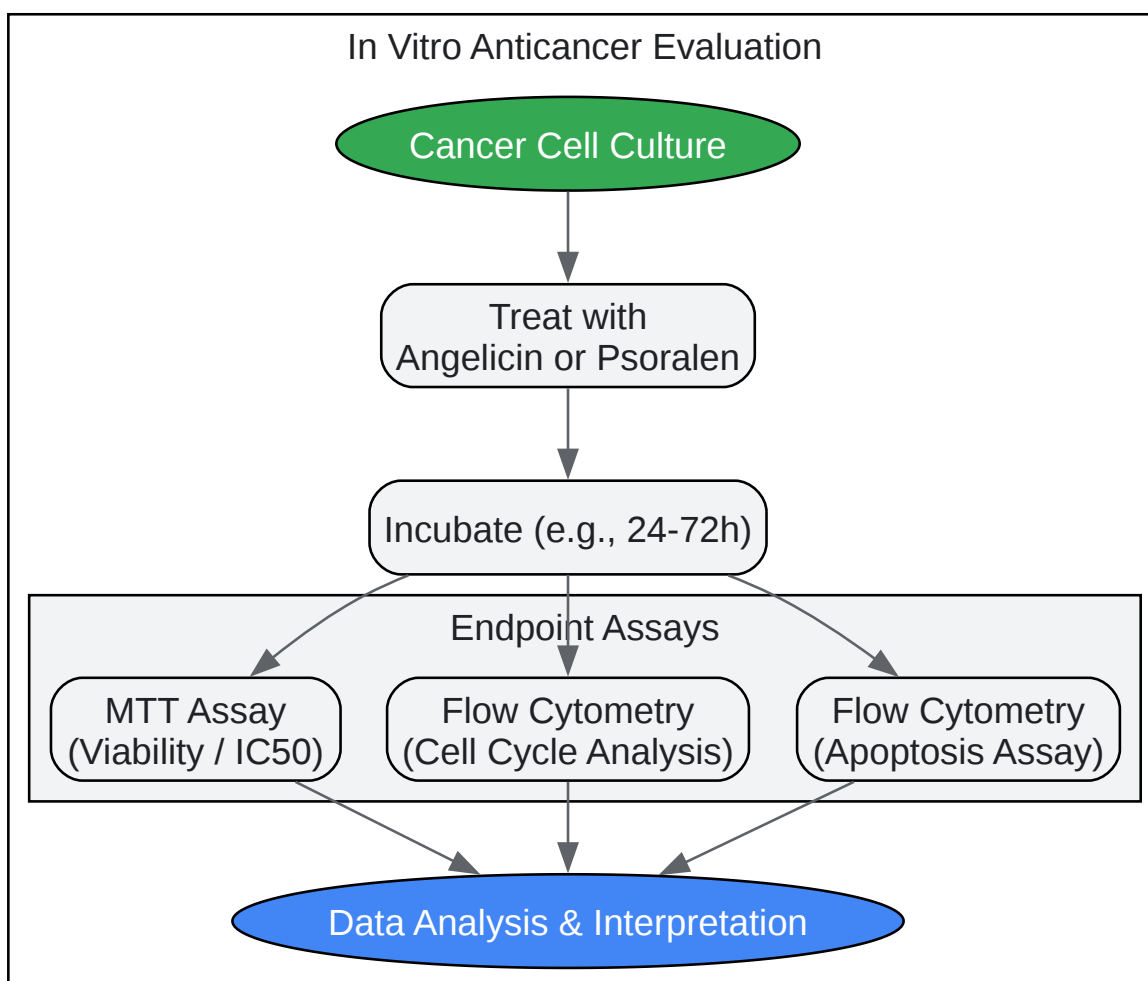 In Vitro Anticancer Evaluation
Cancer Cell Culture
Treat with
Angelicin or Psoralen
Incubate (e.g., 24-72h)
Endpoint Assays
MTT Assay
(Viability / IC50)
Flow Cytometry
(Cell Cycle Analysis)
Flow Cytometry
(Apoptosis Assay)
Data Analysis & Interpretation